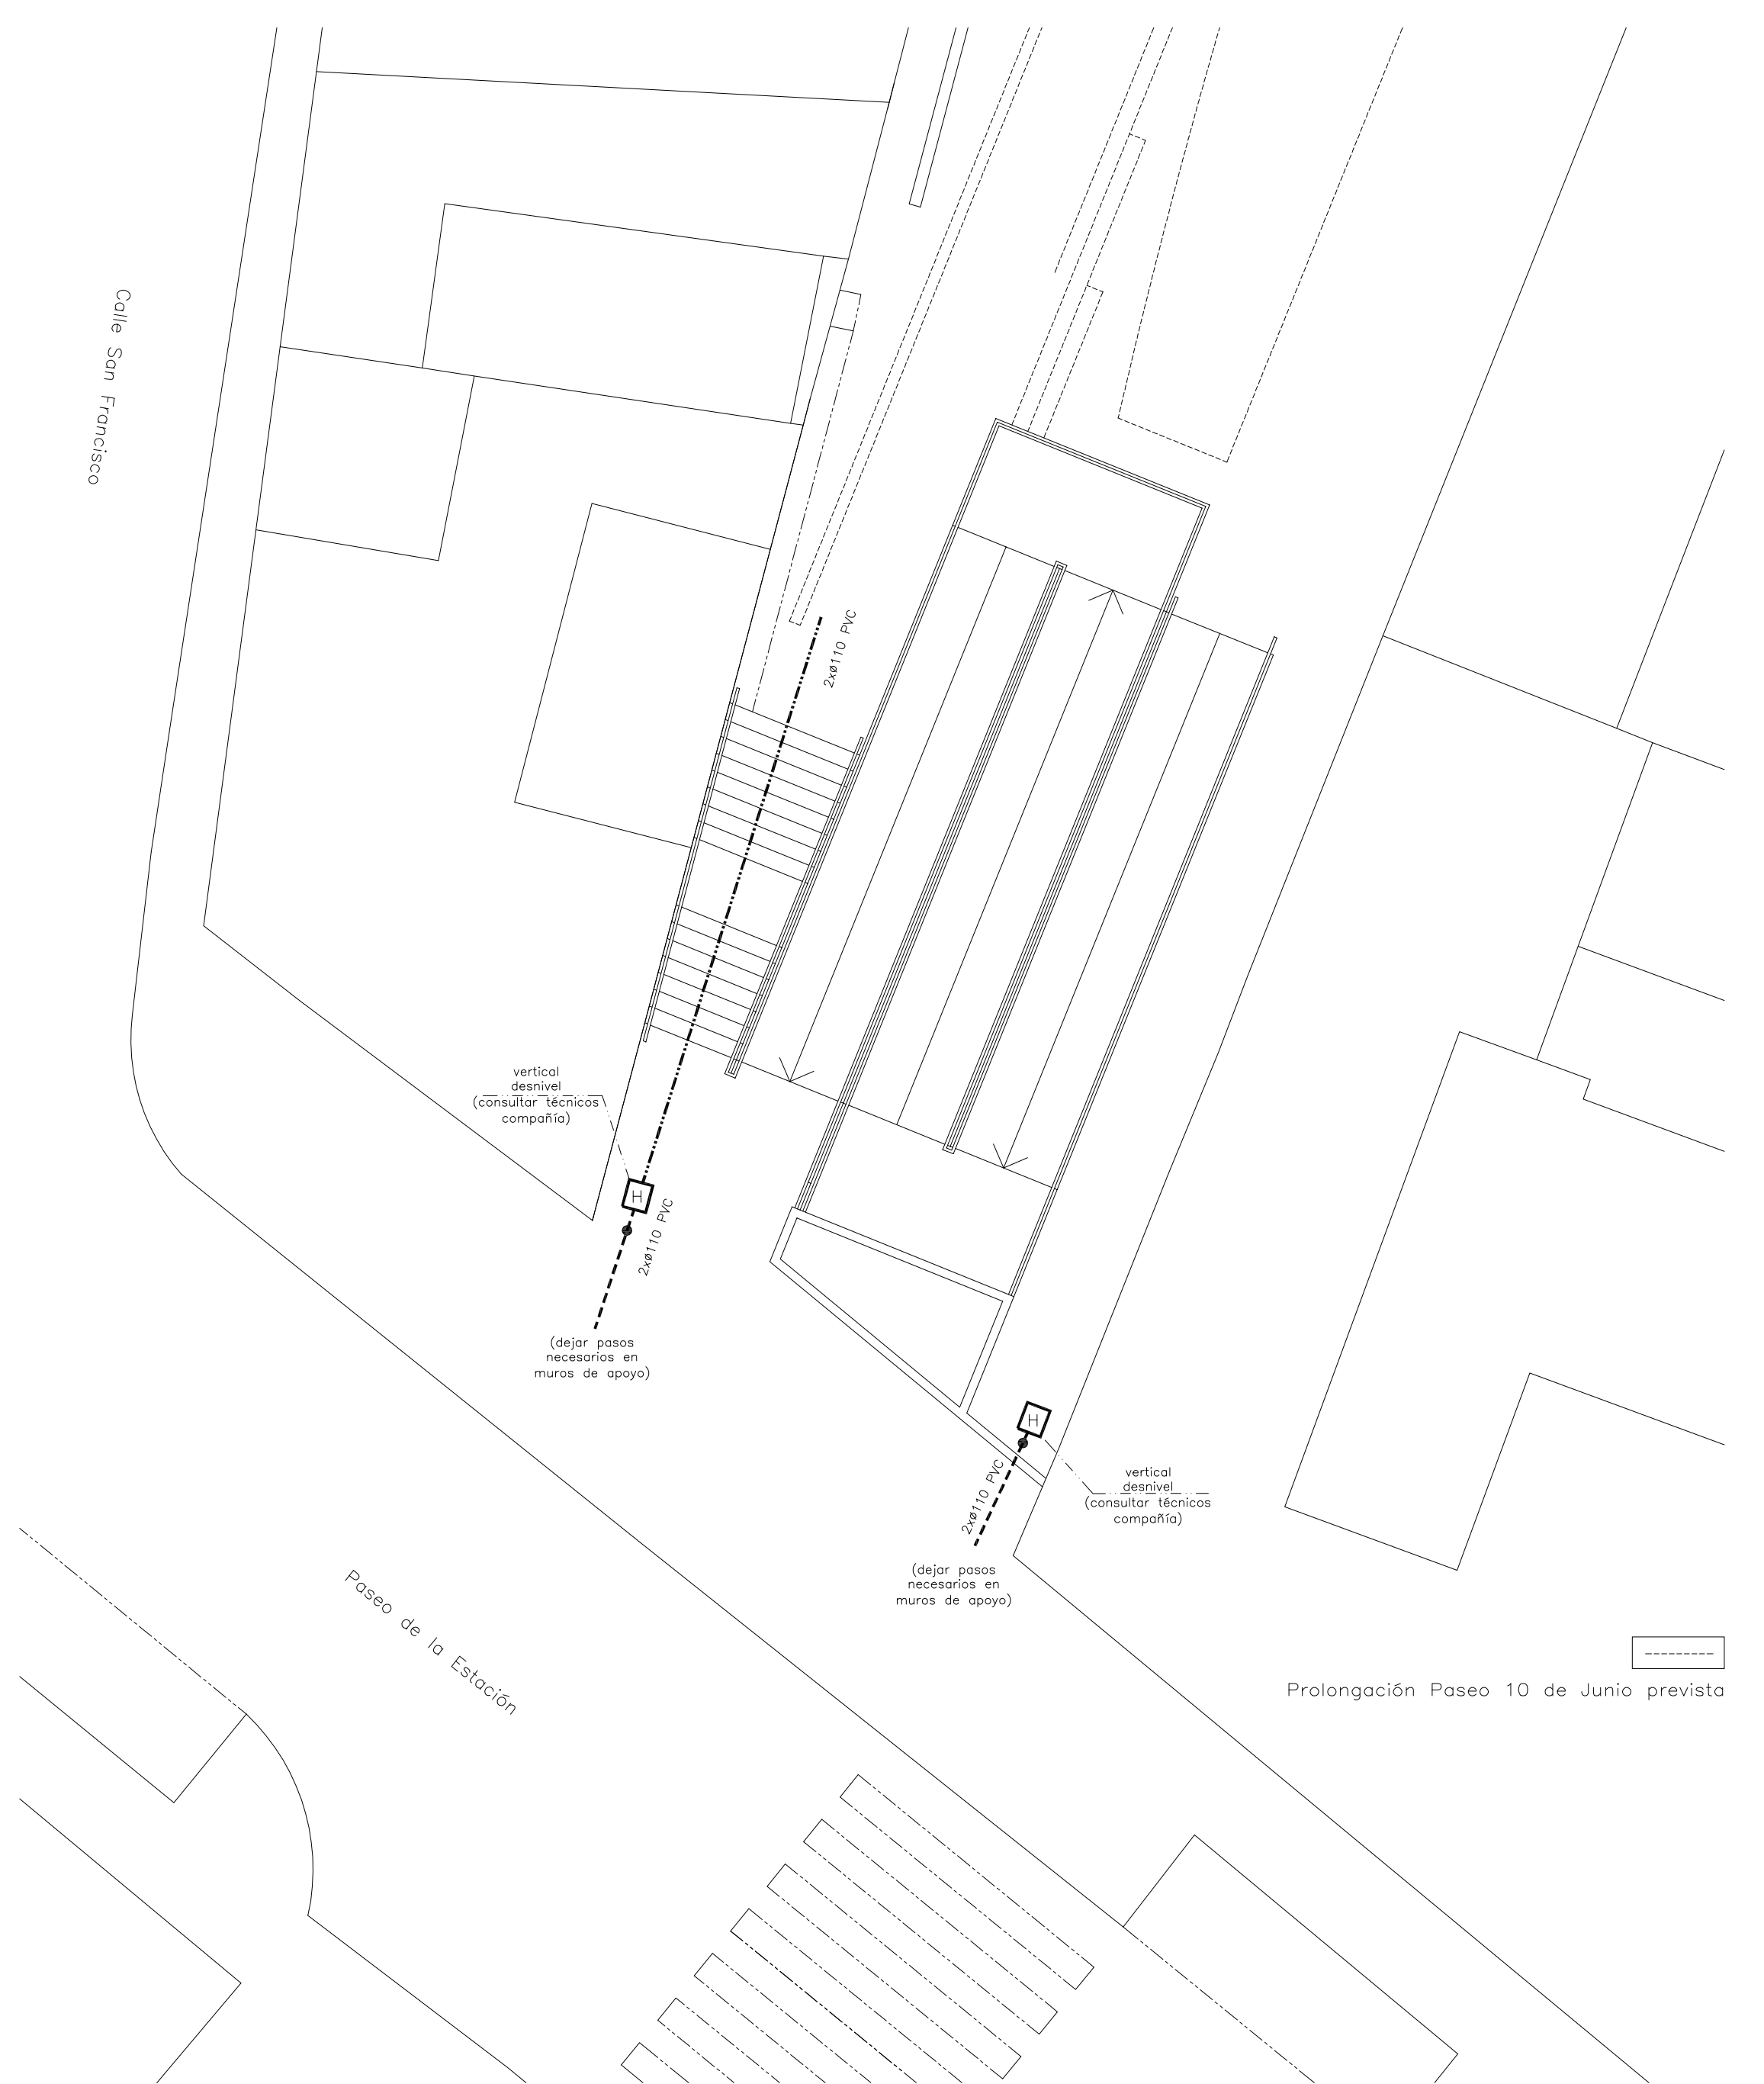 Calle San Francisco
2xø110 PVC
vertical
desnivel
(consultar técnicos
compañía)
H
2xø110 PVC
(dejar pasos
necesarios en
muros de apoyo)
H
2xø110 PVC
vertical
desnivel
(consultar técnicos
compañía)
(dejar pasos
necesarios en
muros de apoyo)
Paseo de la Estación
Prolongación Paseo 10 de Junio prevista